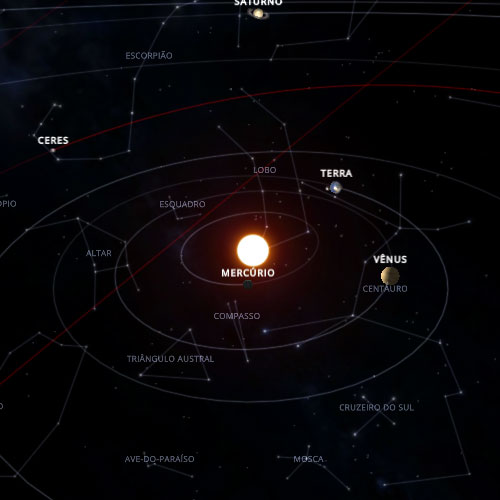 SATURNO
ESCORPIÃO
CERES
LOBO
TERRA
ESQUADRO
ALTAR
VÊNUS
MERCÚRIO
CENTAURO
COMPASSO
TRIÂNGULO AUSTRAL
CRUZEIRO DO SUL
AVE-DO-PARAÍSO
MOSCA